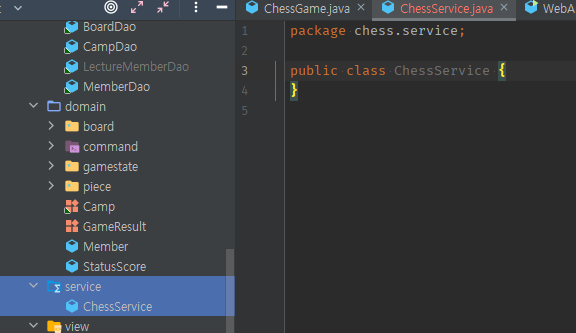 BoardDao
CampDao
LectureMemberDao
MemberDao
domain
board
command
gamestate
piece
Camp
GameResult
Member
StatusScore
service
ChessService
view
ChessGame.java
ChessService.java
WebA
1 package chess.service;
2
3 public class ChessService {
4 }
5